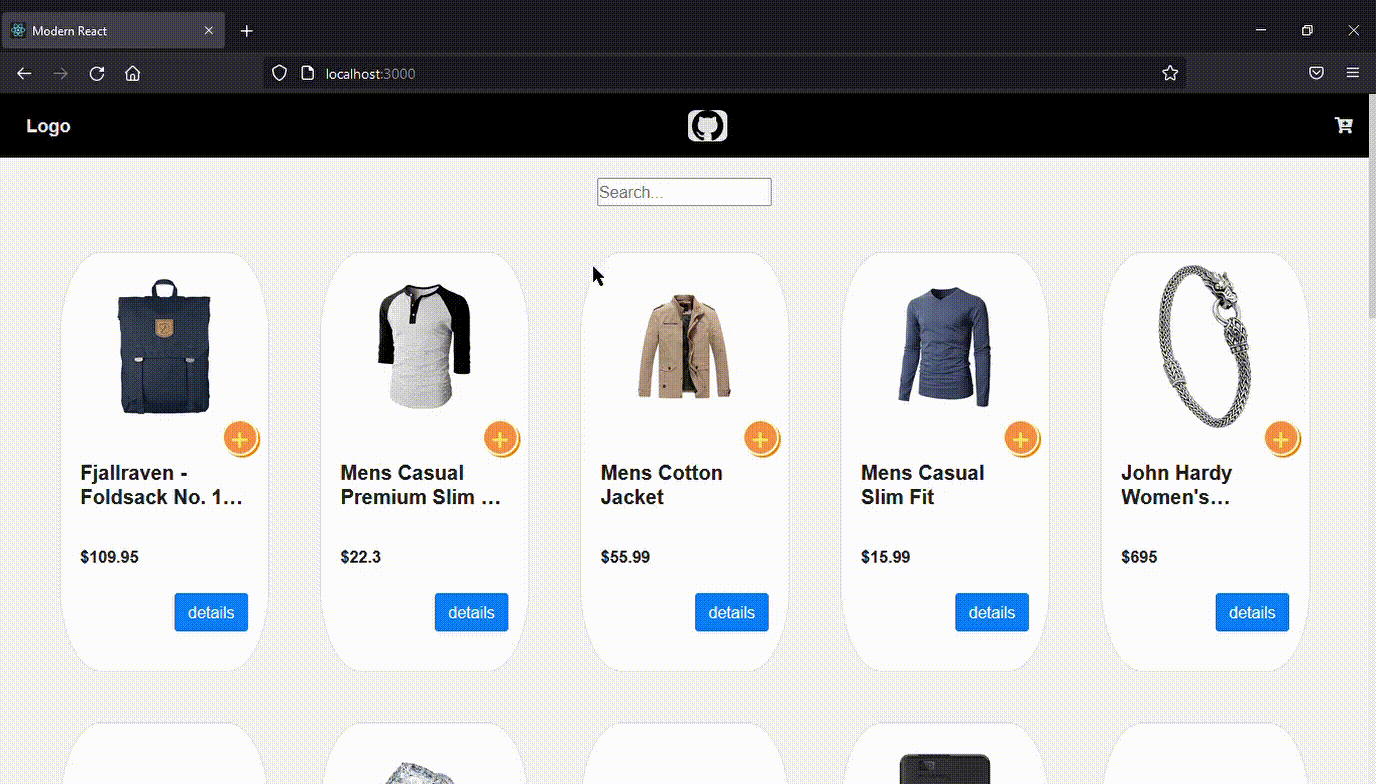 Modern React
localhost:3000
Logo
Search...
Fjallraven -
Foldsack No. 1...
$109.95
details
Mens Casual
Premium Slim ...
$22.3
details
Mens Cotton
Jacket
$55.99
details
Mens Casual
Slim Fit
$15.99
details
John Hardy
Women's...
$695
details